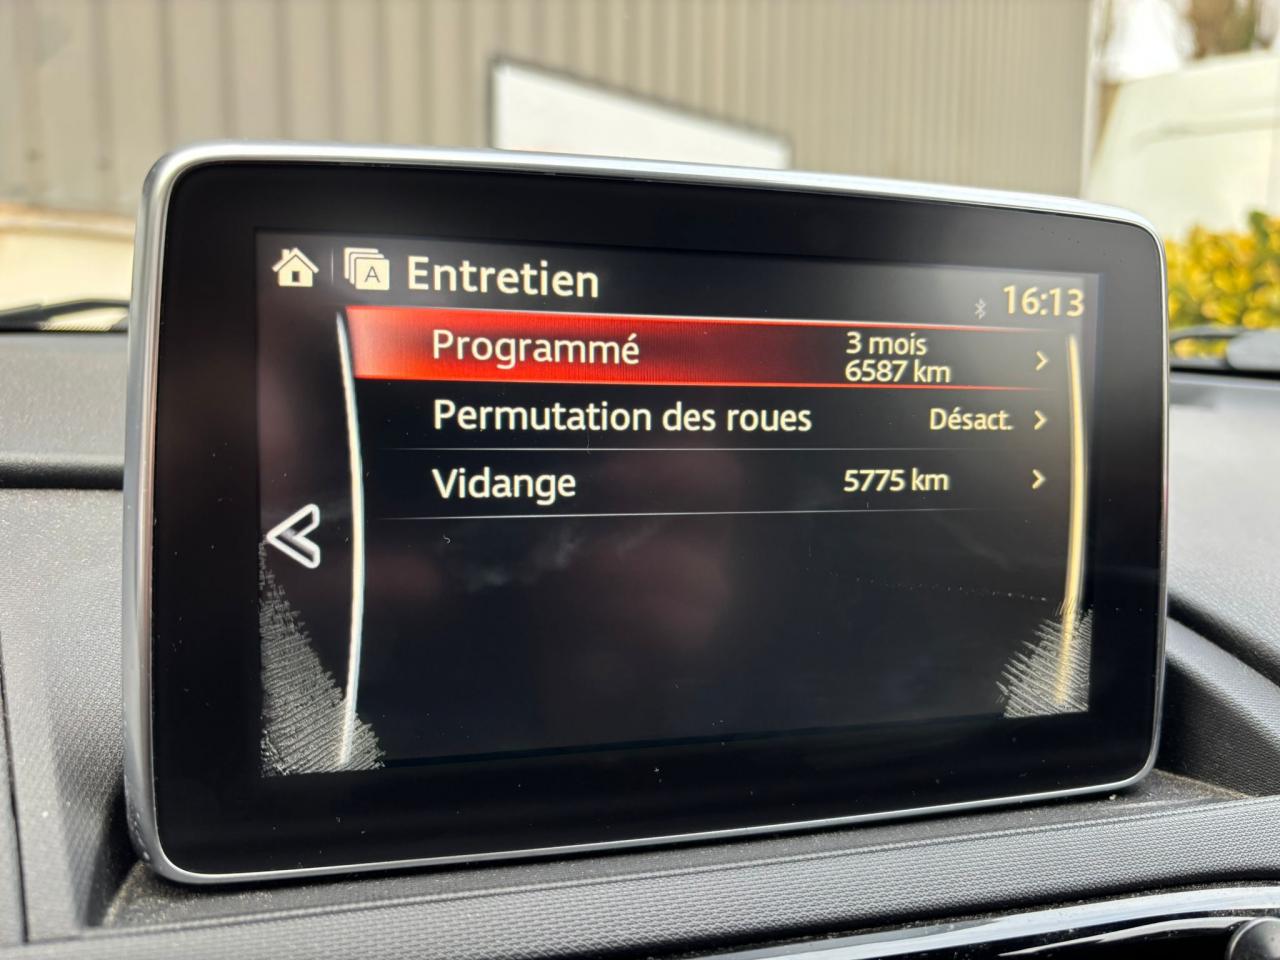 A Entretien
16:13
Programmé 3 mois
6587 km
Permutation des roues Désact.
Vidange 5775 km